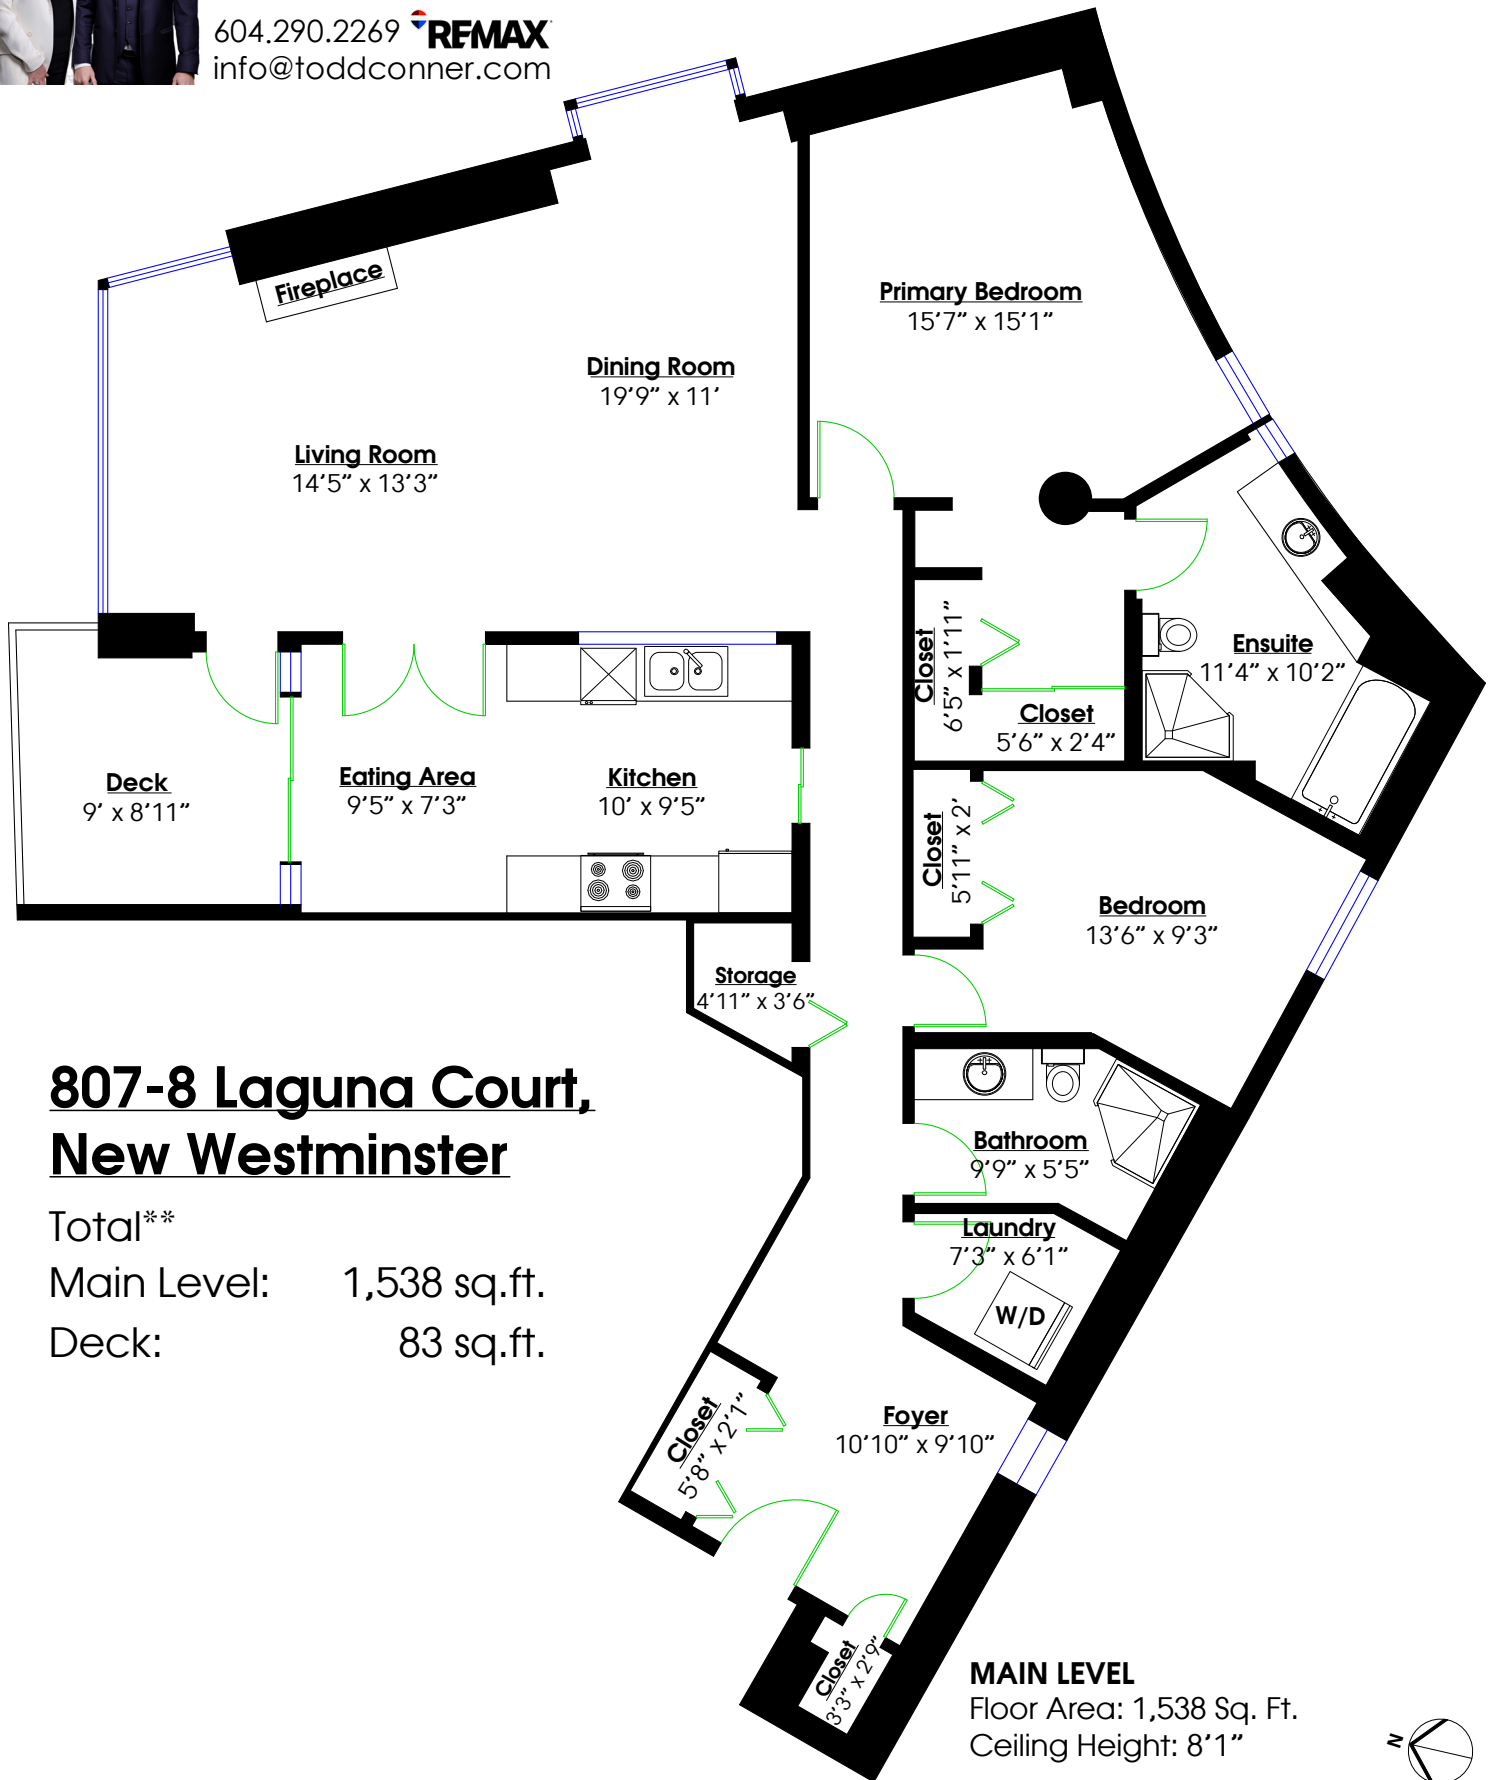 604.290.2269 REMAX
info@toddconner.com
Fireplace
Primary Bedroom
15'7" x 15'1"
Dining Room
19'9" x 11'
Living Room
14'5" x 13'3"
Closet
6'5" x 1'11"
Ensuite
11'4" x 10'2"
Closet
5'6" x 2'4"
Deck
9' x 8'11"
Eating Area
9'5" x 7'3"
Kitchen
10' x 9'5"
Closet
5'11" x 2'
Bedroom
13'6" x 9'3"
Storage
4'11" x 3'6"
807-8 Laguna Court,
New Westminster
Total**
Main Level: 1,538 sq.ft.
Deck: 83 sq.ft.
Bathroom
9'9" x 5'5"
Laundry
7'3" x 6'1"
W/D
Closet
5'8" x 2'1"
Foyer
10'10" x 9'10"
Closet
3'3" x 2'9"
MAIN LEVEL
Floor Area: 1,538 Sq. Ft.
Ceiling Height: 8'1"
N